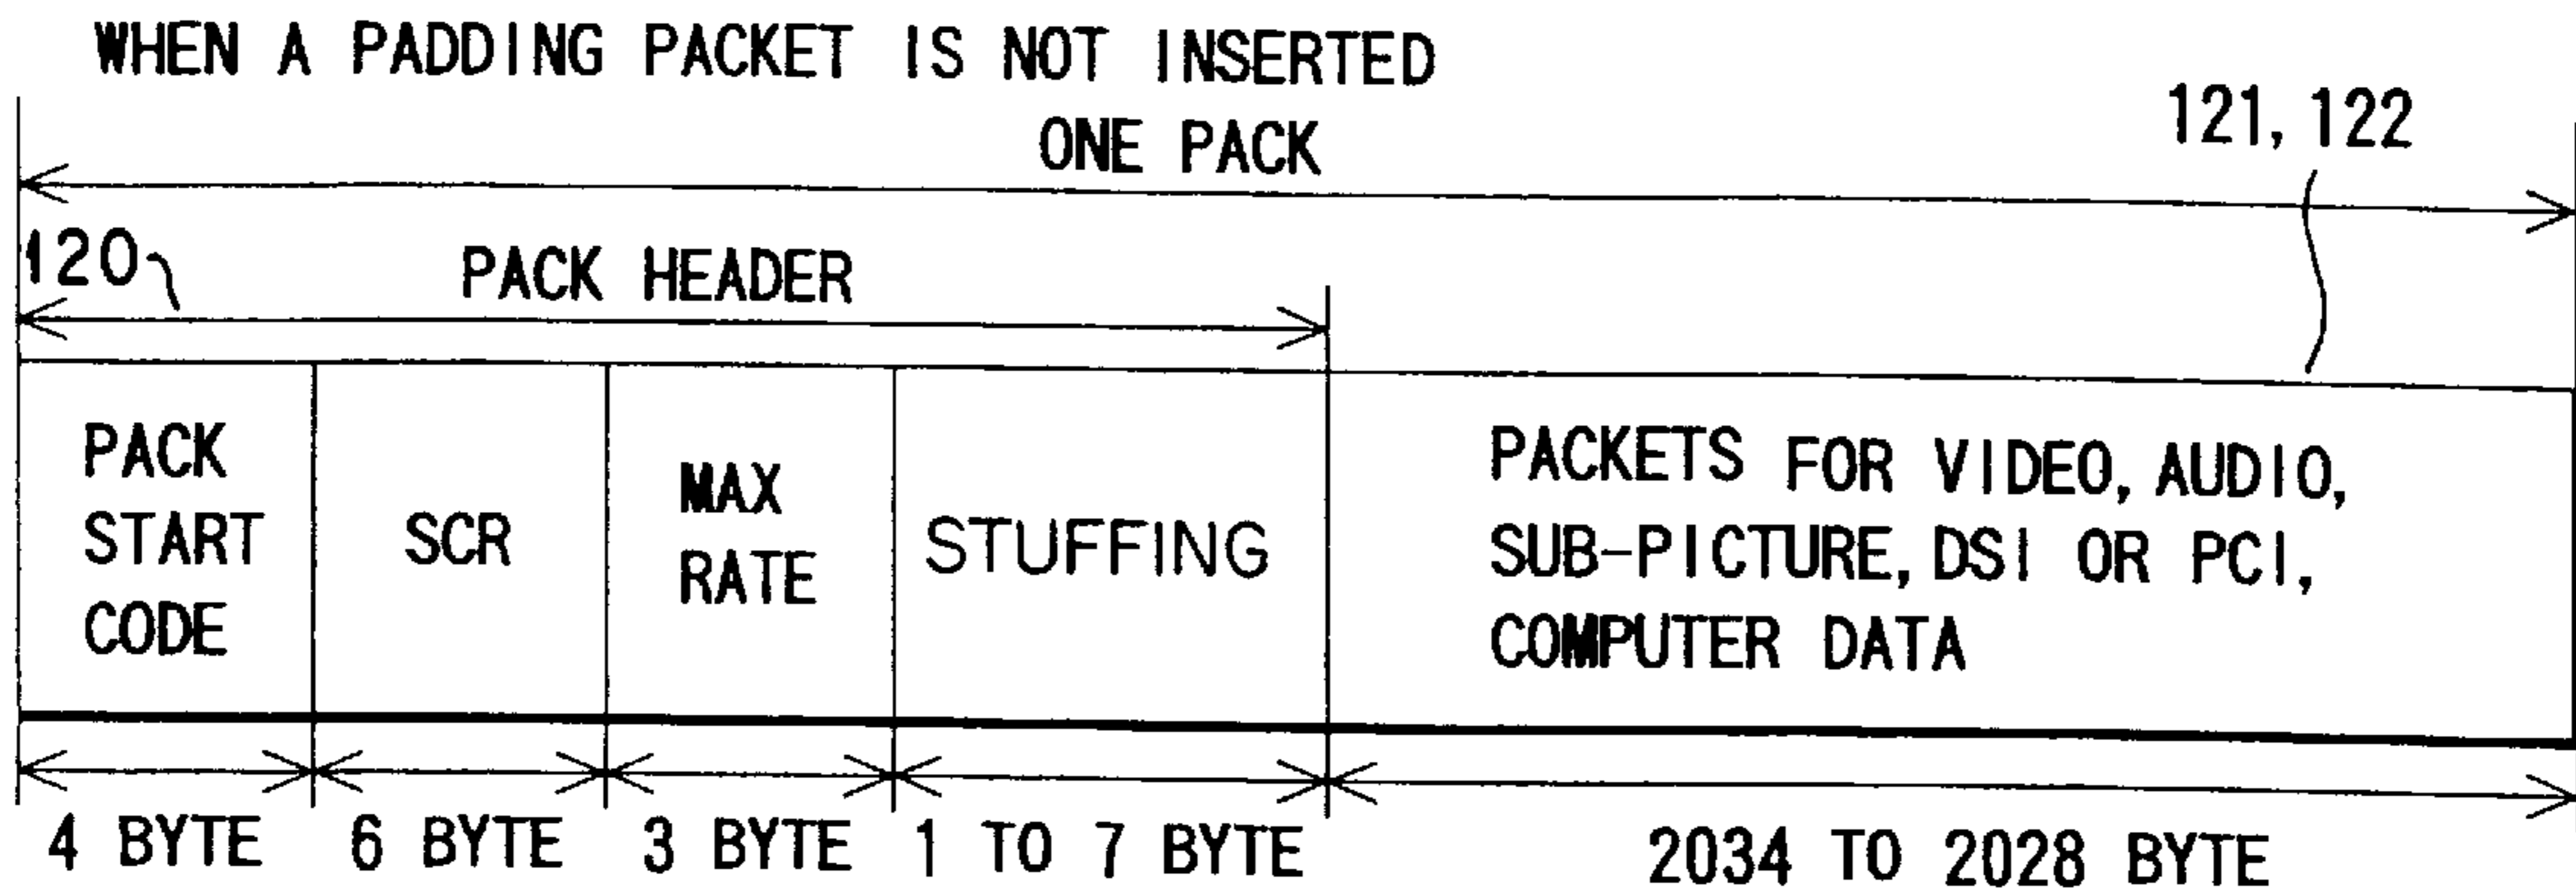 WHEN A PADDING PACKET IS NOT INSERTED
ONE PACK
121, 122
120
PACK HEADER
PACK
START
CODE
SCR
MAX
RATE
STUFFING
PACKETS FOR VIDEO, AUDIO,
SUB-PICTURE, DSI OR PCI,
COMPUTER DATA
4 BYTE
6 BYTE
3 BYTE
1 TO 7 BYTE
2034 TO 2028 BYTE